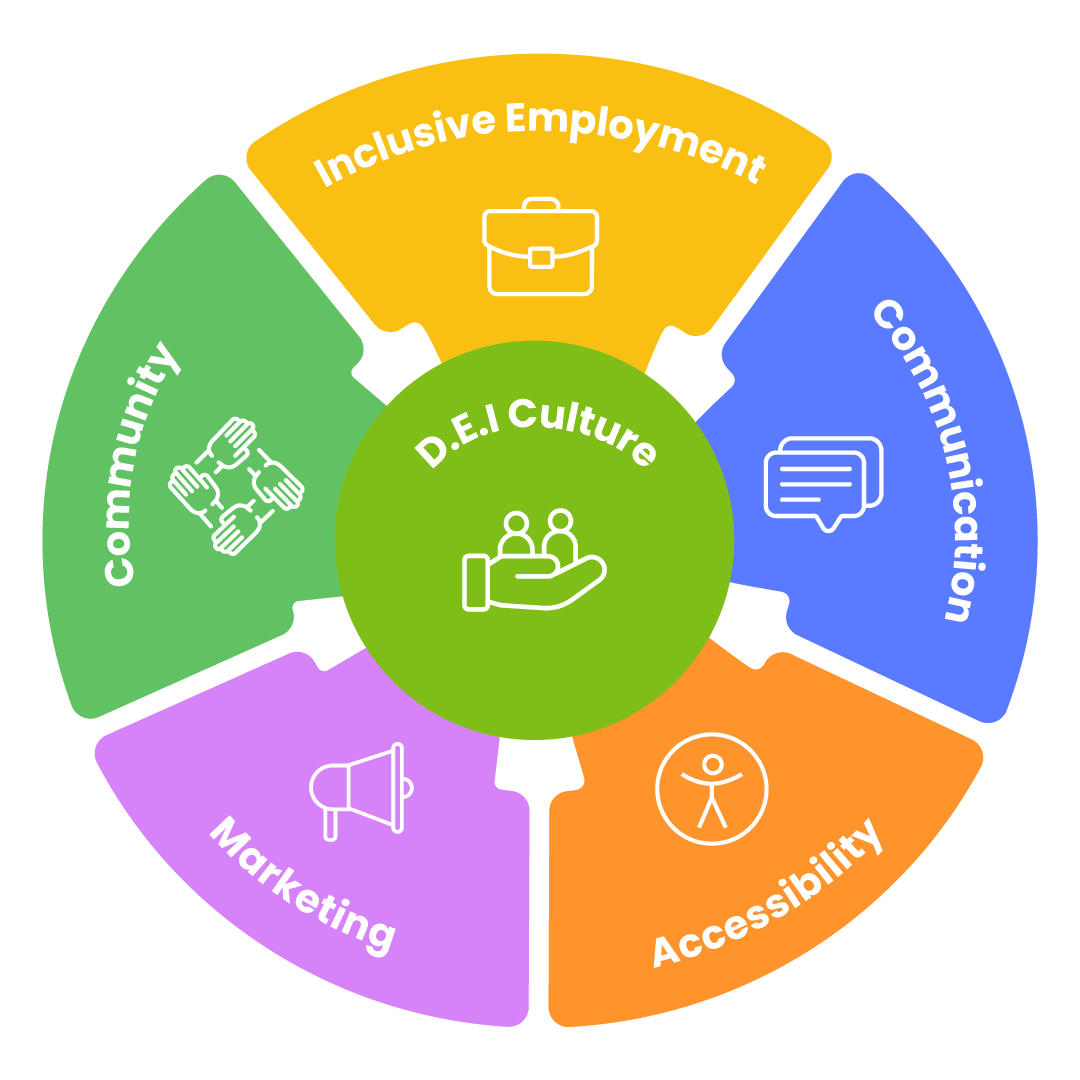 Inclusive Employment
Communication
Accessibility
Marketing
Community
D.E.I Culture